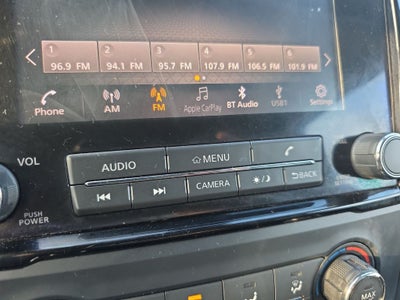 1 2 3 4 5 6
96.9 FM 94.1 FM 95.7 FM 107.9 FM 106.5 FM 101.9 FM
Phone AM FM Apple CarPlay BT Audio USB1 Settings
VOL AUDIO MENU
CAMERA BACK
PUSH
POWER
MAX